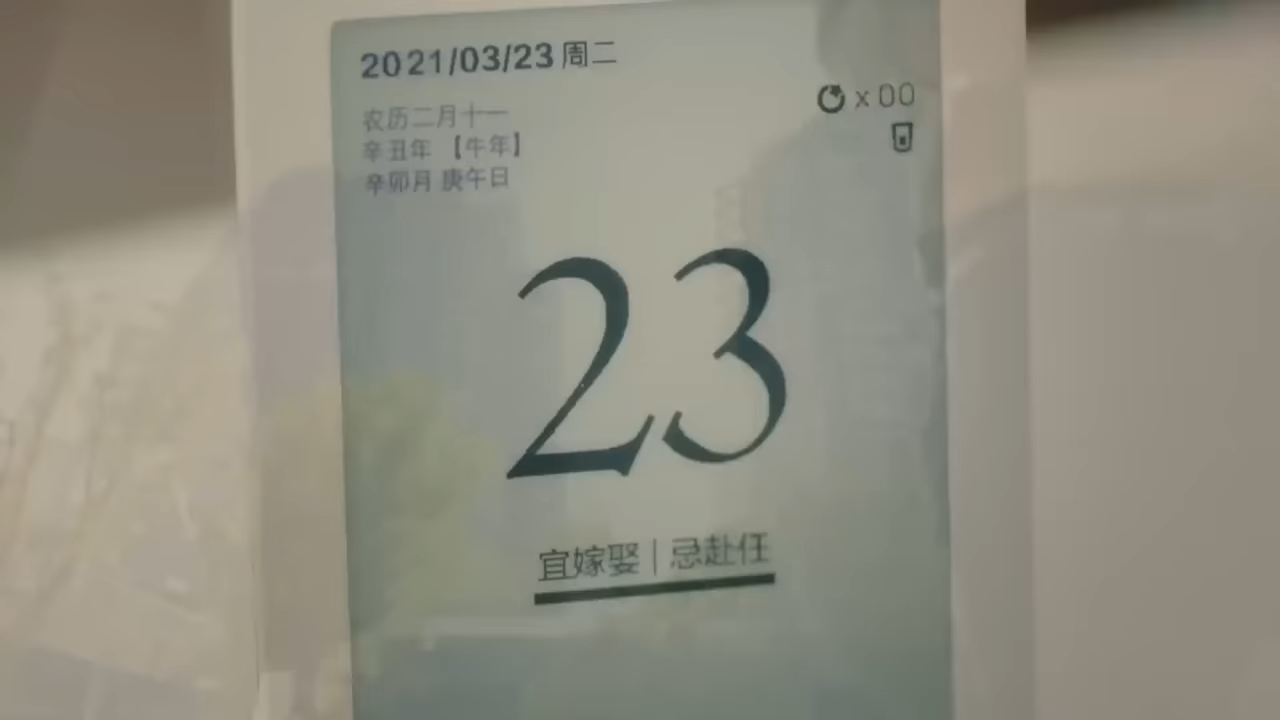 2021/03/23 周二
农历二月十一
辛丑年 【牛年】
辛卯月 庚午日
x 00
23
宜嫁娶 | 忌赴任